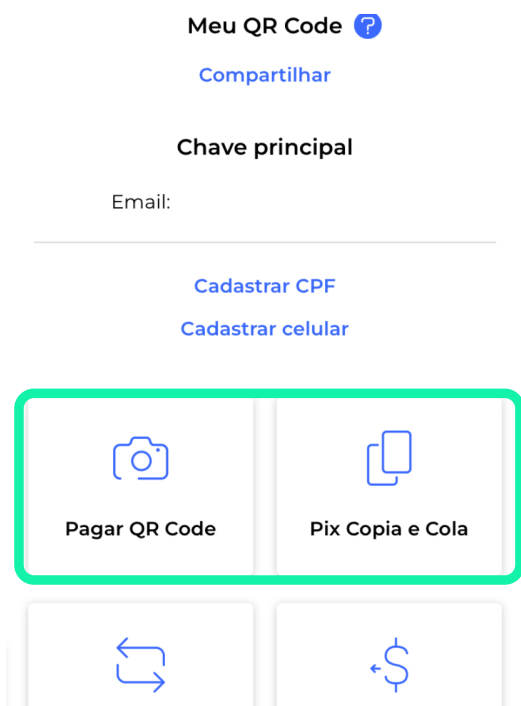 Meu QR Code ?
Compartilhar
Chave principal
Email:
Cadastrar CPF
Cadastrar celular
Pagar QR Code
Pix Copia e Cola